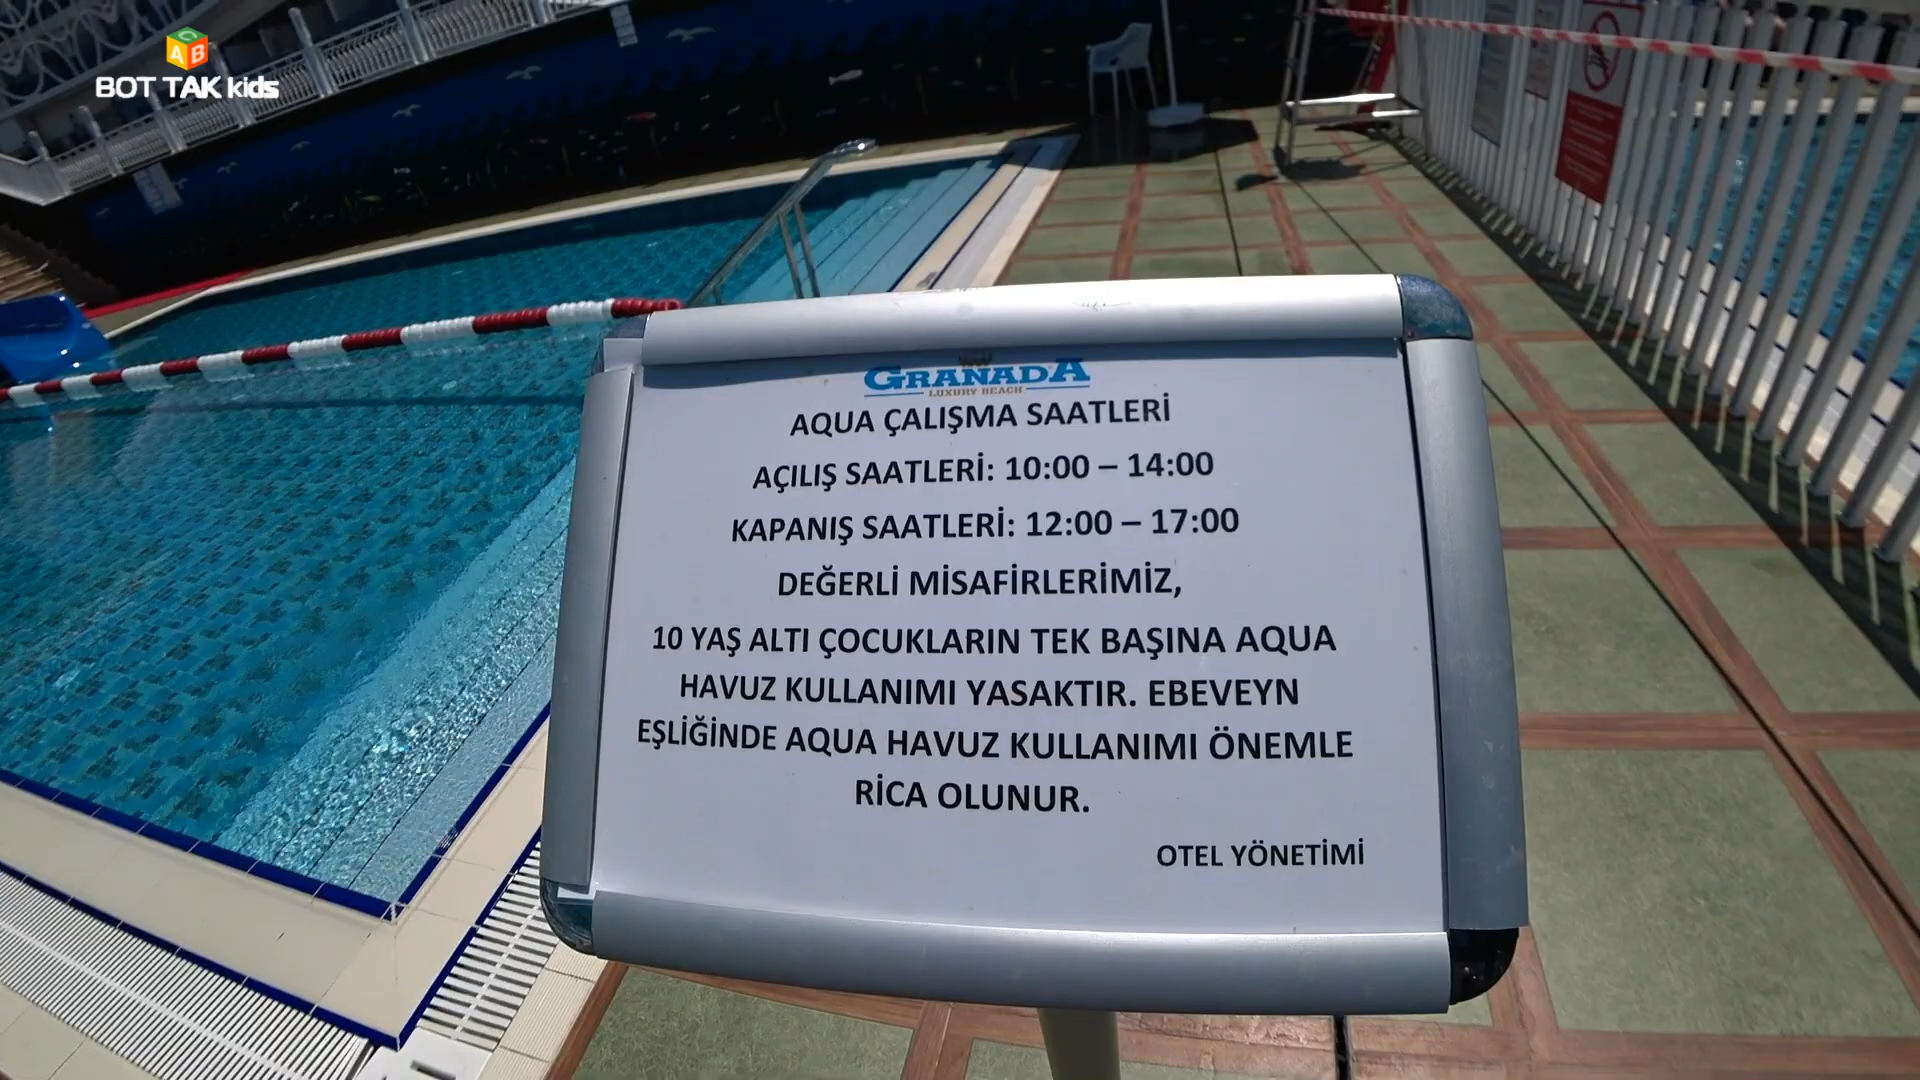 C
A B
BOT TAK kids
GRANADA
LUXURY BEACH
AQUA ÇALIŞMA SAATLERİ
AÇILIŞ SAATLERİ: 10:00 – 14:00
KAPANIŞ SAATLERİ: 12:00 – 17:00
DEĞERLİ MİSAFİRLERİMİZ,
10 YAŞ ALTI ÇOCUKLARIN TEK BAŞINA AQUA
HAVUZ KULLANIMI YASAKTIR. EBEVEYN
EŞLİĞİNDE AQUA HAVUZ KULLANIMI ÖNEMLE
RİCA OLUNUR.
OTEL YÖNETİMİ